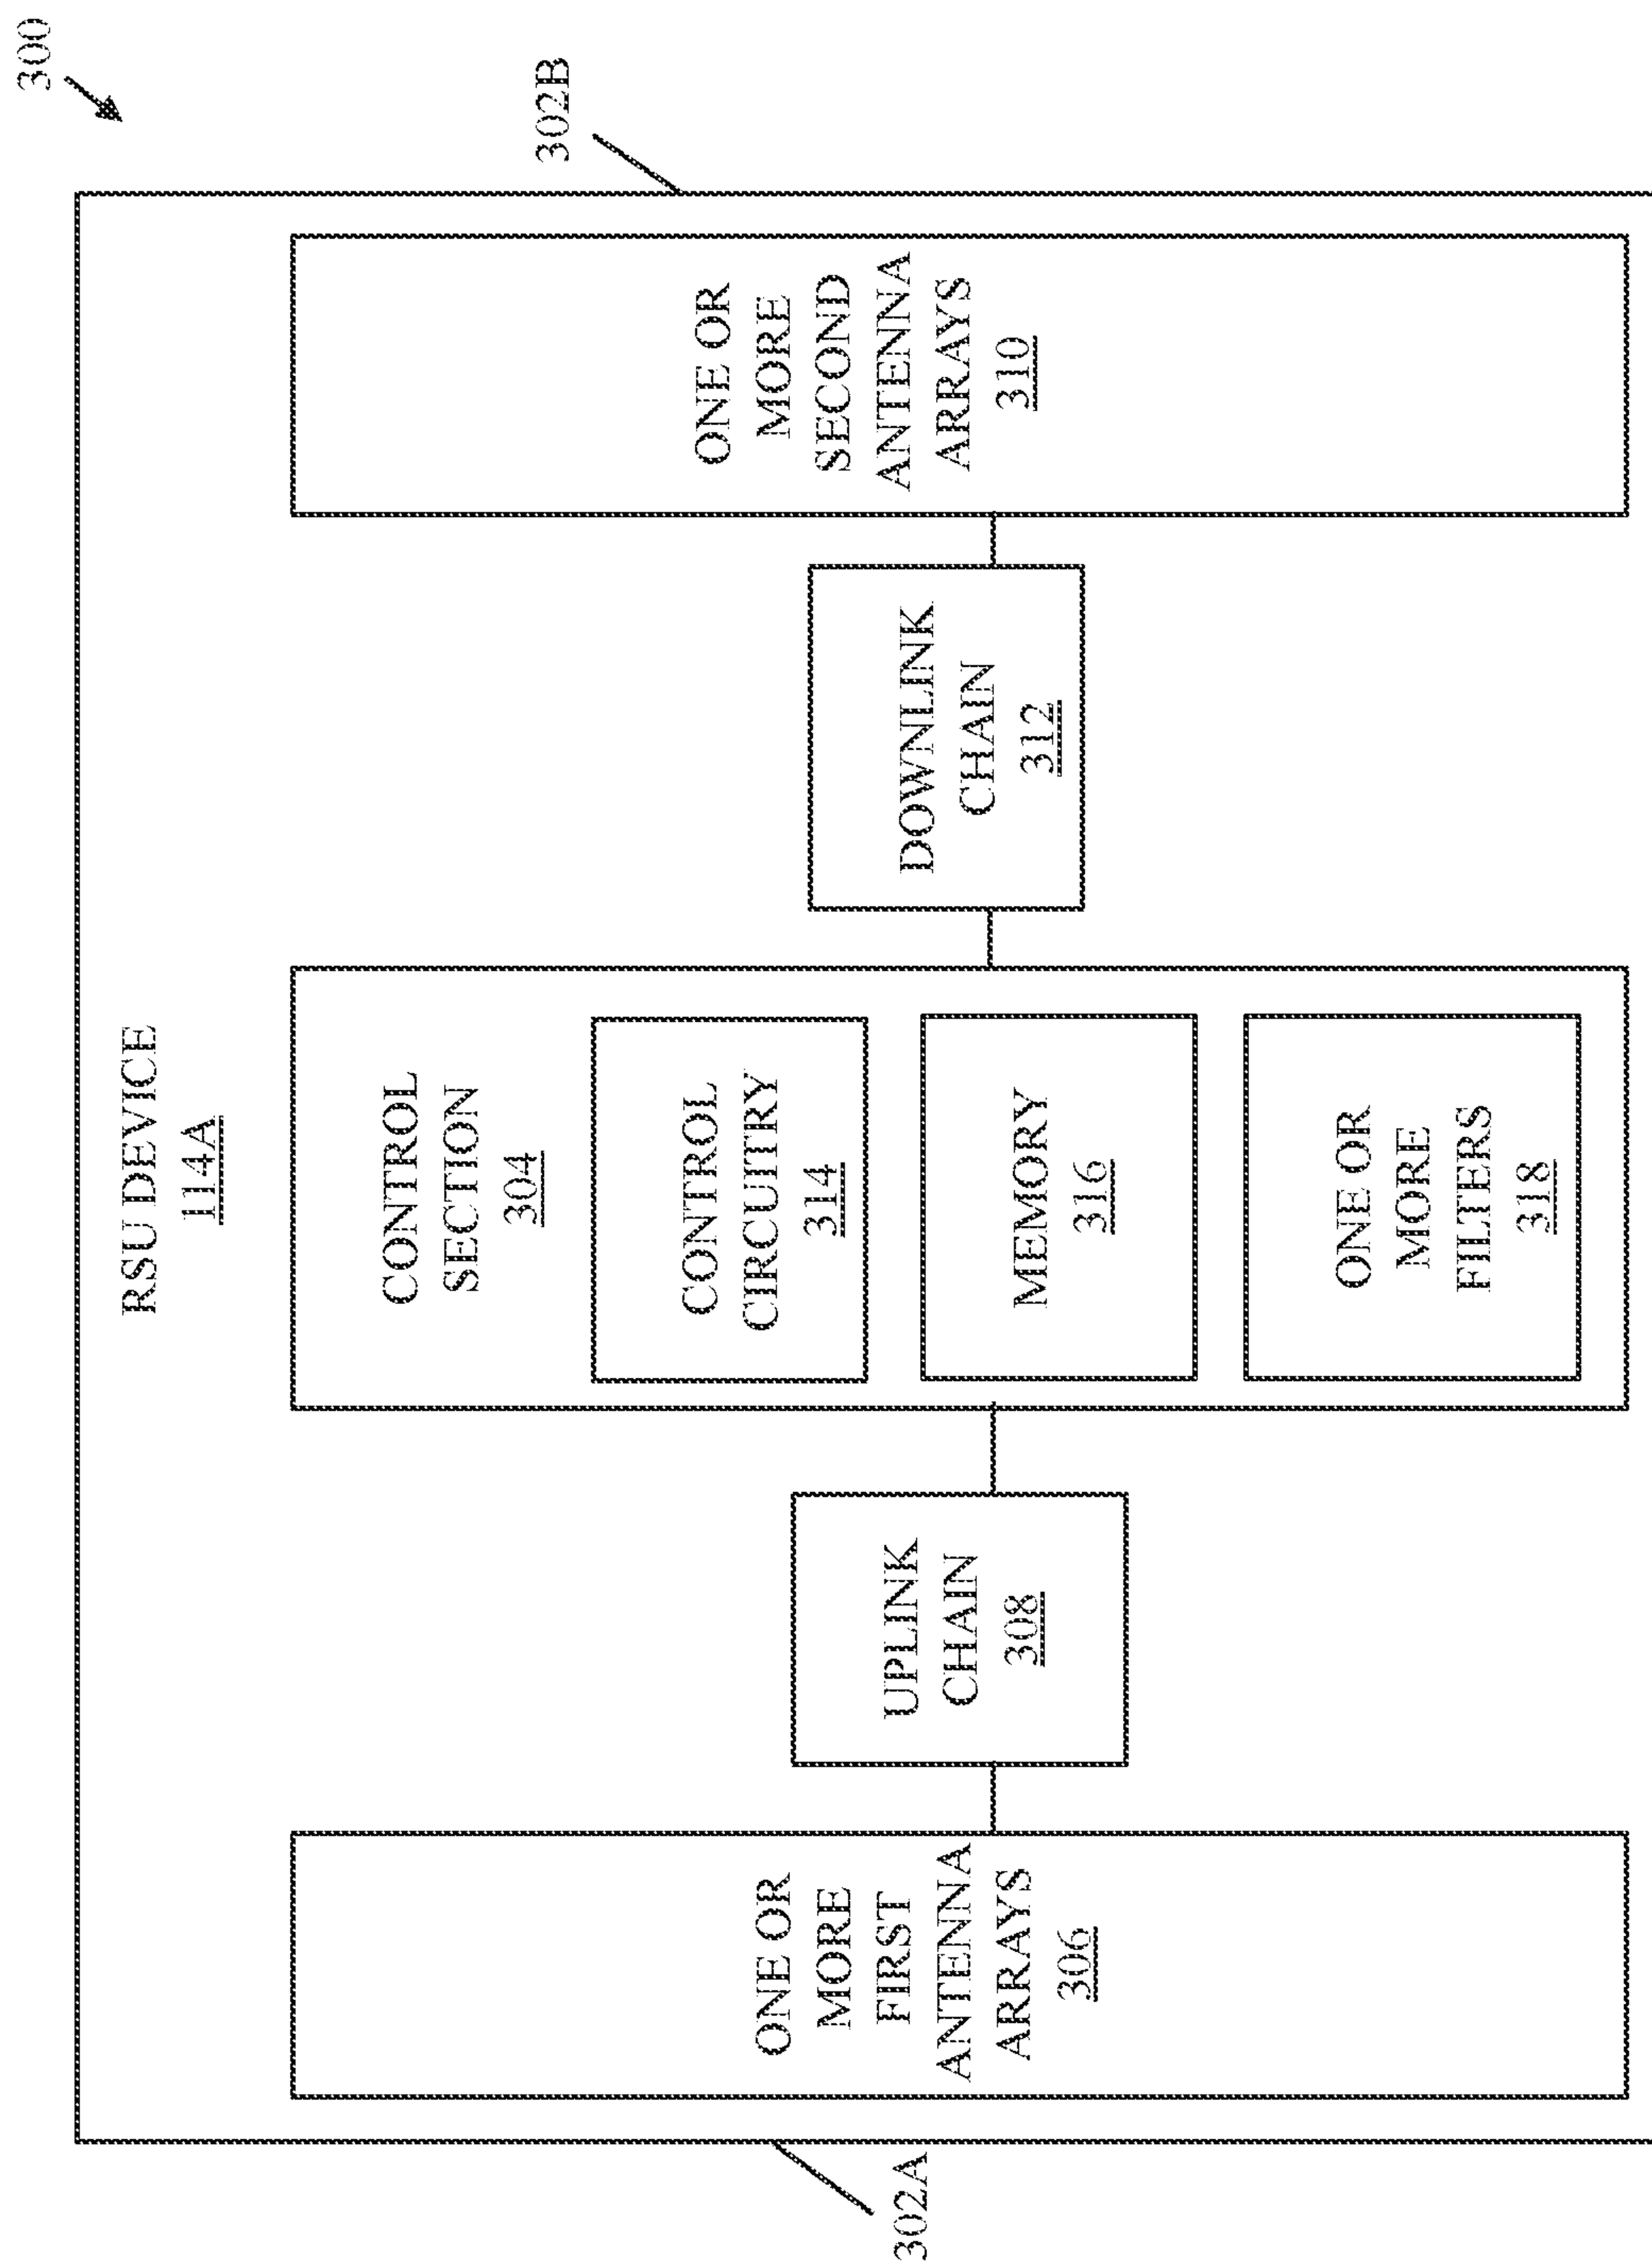 300
302B
RSU DEVICE
114A
ONE OR
MORE
FIRST
ANTENNA
ARRAYS
306
UPLINK
CHAIN
308
CONTROL
SECTION
304
CONTROL
CIRCUITRY
314
MEMORY
316
ONE OR
MORE
FILTERS
318
DOWNLINK
CHAIN
312
ONE OR
MORE
SECOND
ANTENNA
ARRAYS
310
302A